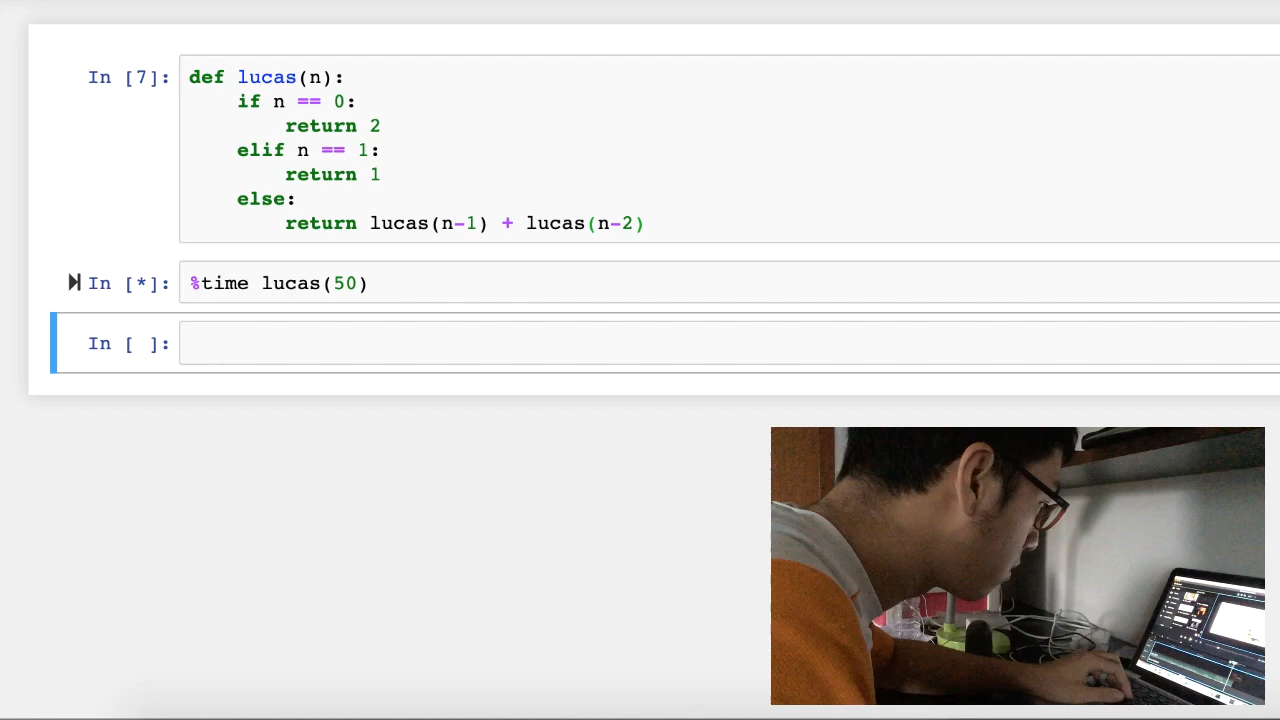 In [7]: def lucas(n):
if n == 0:
return 2
elif n == 1:
return 1
else:
return lucas(n-1) + lucas(n-2)
In [*]: %time lucas(50)
In [ ]: